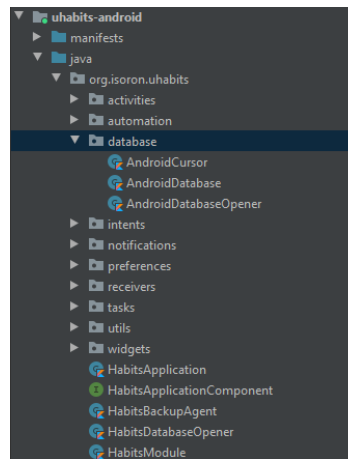 uhabits-android
manifests
java
org.isoron.uhabits
activities
automation
database
AndroidCursor
AndroidDatabase
AndroidDatabaseOpener
intents
notifications
preferences
receivers
tasks
utils
widgets
HabitsApplication
HabitsApplicationComponent
HabitsBackupAgent
HabitsDatabaseOpener
HabitsModule